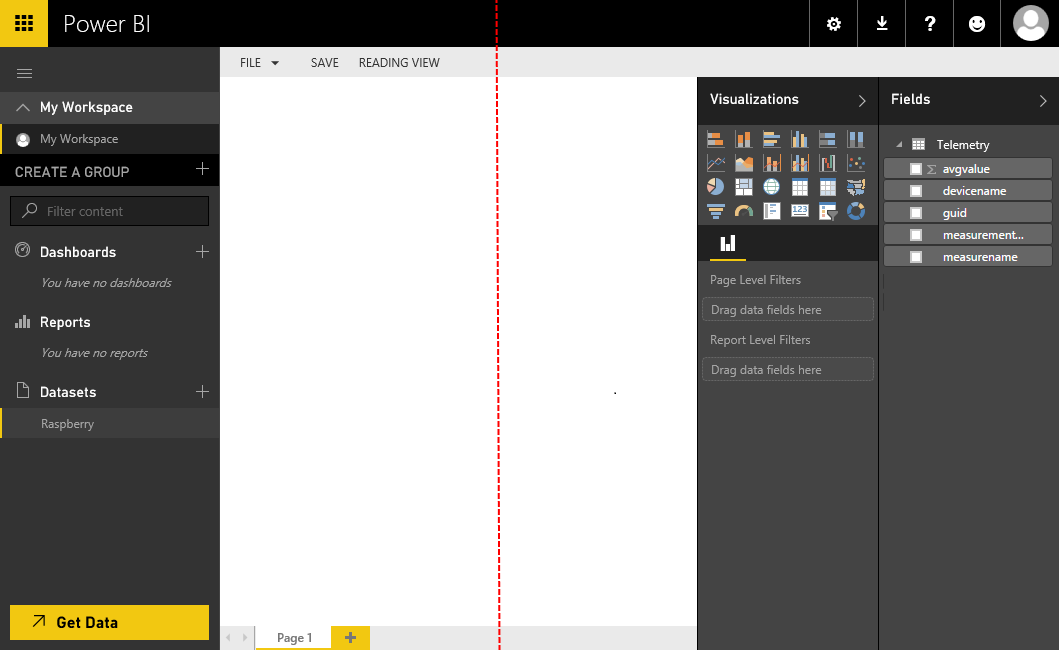 Power BI
?
FILE SAVE READING VIEW
My Workspace
My Workspace
CREATE A GROUP
Filter content
Dashboards
You have no dashboards
Reports
You have no reports
Datasets
Raspberry
Get Data
Page 1
Visualizations
123
Page Level Filters
Drag data fields here
Report Level Filters
Drag data fields here
Fields
Telemetry
Σ avgvalue
devicename
guid
measurement...
measurename